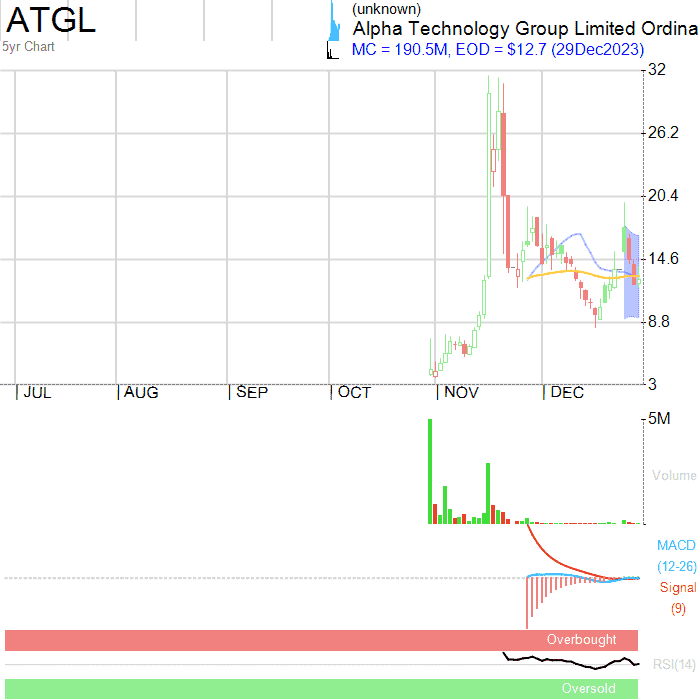 ATGL
5yr Chart
(unknown)
Alpha Technology Group Limited Ordina
MC = 190.5M, EOD = $12.7 (29Dec2023)
32
26.2
20.4
14.6
8.8
3
JUL AUG SEP OCT NOV DEC
5M
Volume
MACD
(12-26)
Signal
(9)
Overbought
RSI(14)
Oversold